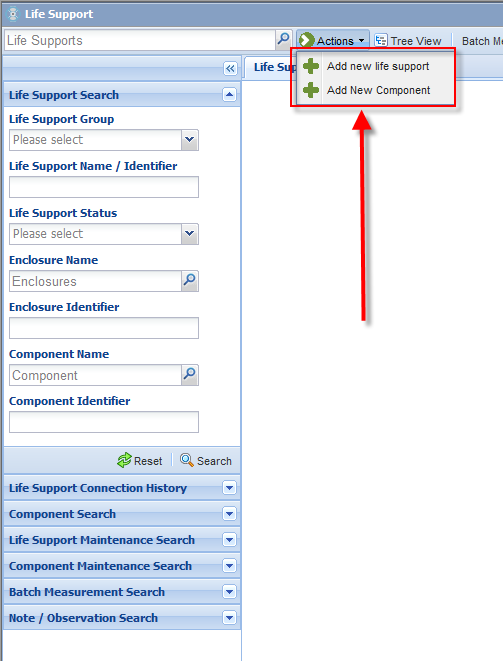 Life Support
Life Supports Actions Tree View Batch Me
Life Sup
Add new life support
Add New Component
Life Support Search
Life Support Group
Please select
Life Support Name / Identifier
Life Support Status
Please select
Enclosure Name
Enclosures
Enclosure Identifier
Component Name
Component
Component Identifier
Reset Search
Life Support Connection History
Component Search
Life Support Maintenance Search
Component Maintenance Search
Batch Measurement Search
Note / Observation Search